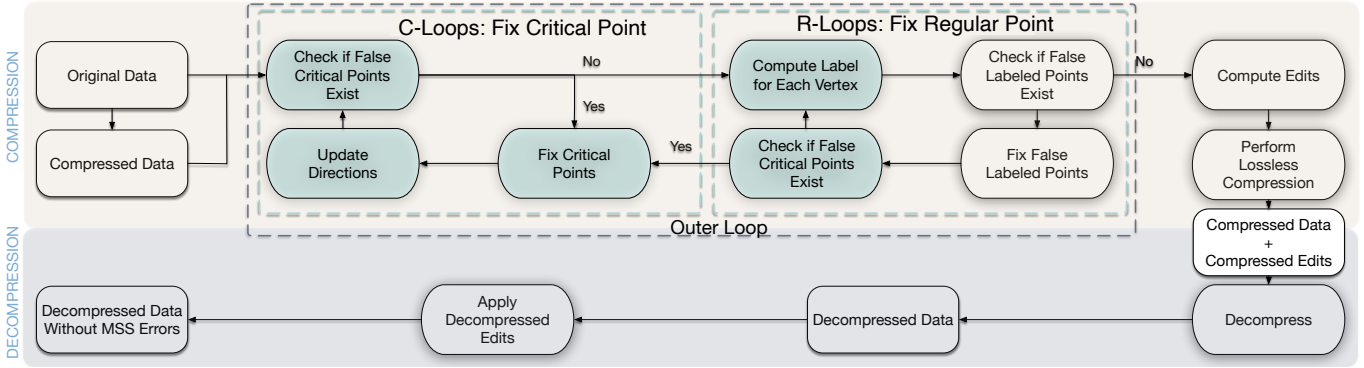 COMPRESSION
C-Loops: Fix Critical Point
R-Loops: Fix Regular Point
Original Data
Compressed Data
Check if False
Critical Points
Exist
No
Yes
Update
Directions
Fix Critical
Points
Yes
Compute Label
for Each Vertex
Check if False
Labeled Points
Exist
Check if False
Critical Points
Exist
Fix False
Labeled Points
No
Compute Edits
Perform
Lossless
Compression
Outer Loop
Compressed Data
+
Compressed Edits
DECOMPRESSION
Decompressed Data
Without MSS Errors
Apply
Decompressed
Edits
Decompressed Data
Decompress